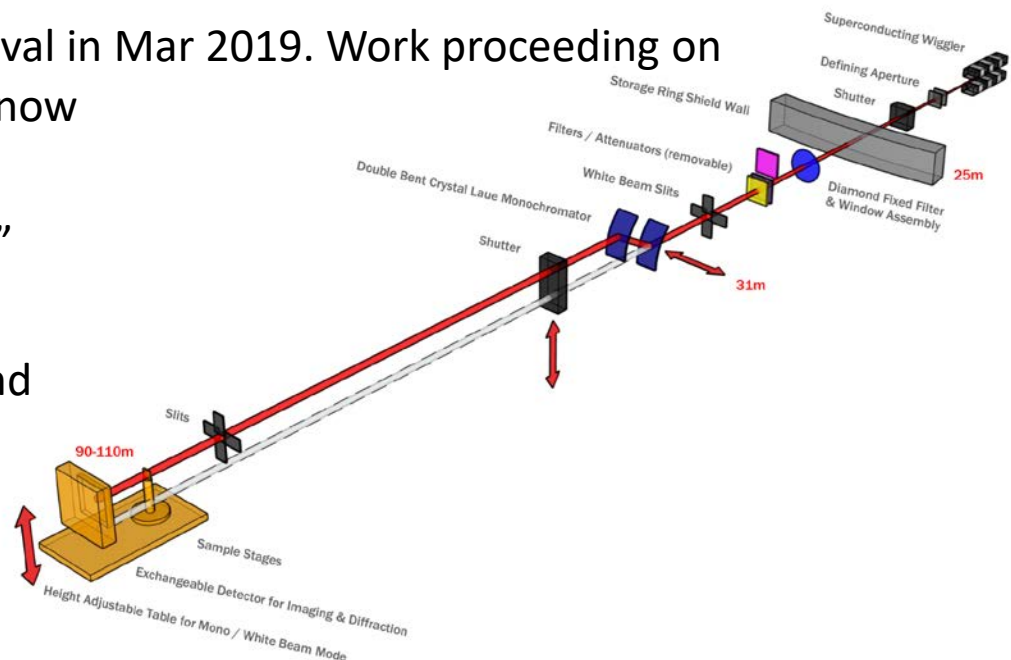 val in Mar 2019. Work proceeding on
now
”
nd
Superconducting Wiggler
Defining Aperture
Shutter
Storage Ring Shield Wall
25m
Filters / Attenuators (removable)
Diamond Fixed Filter
& Window Assembly
White Beam Slits
Double Bent Crystal Laue Monochromator
31m
Shutter
Slits
90-110m
Sample Stages
Exchangeable Detector for Imaging & Diffraction
Height Adjustable Table for Mono / White Beam Mode